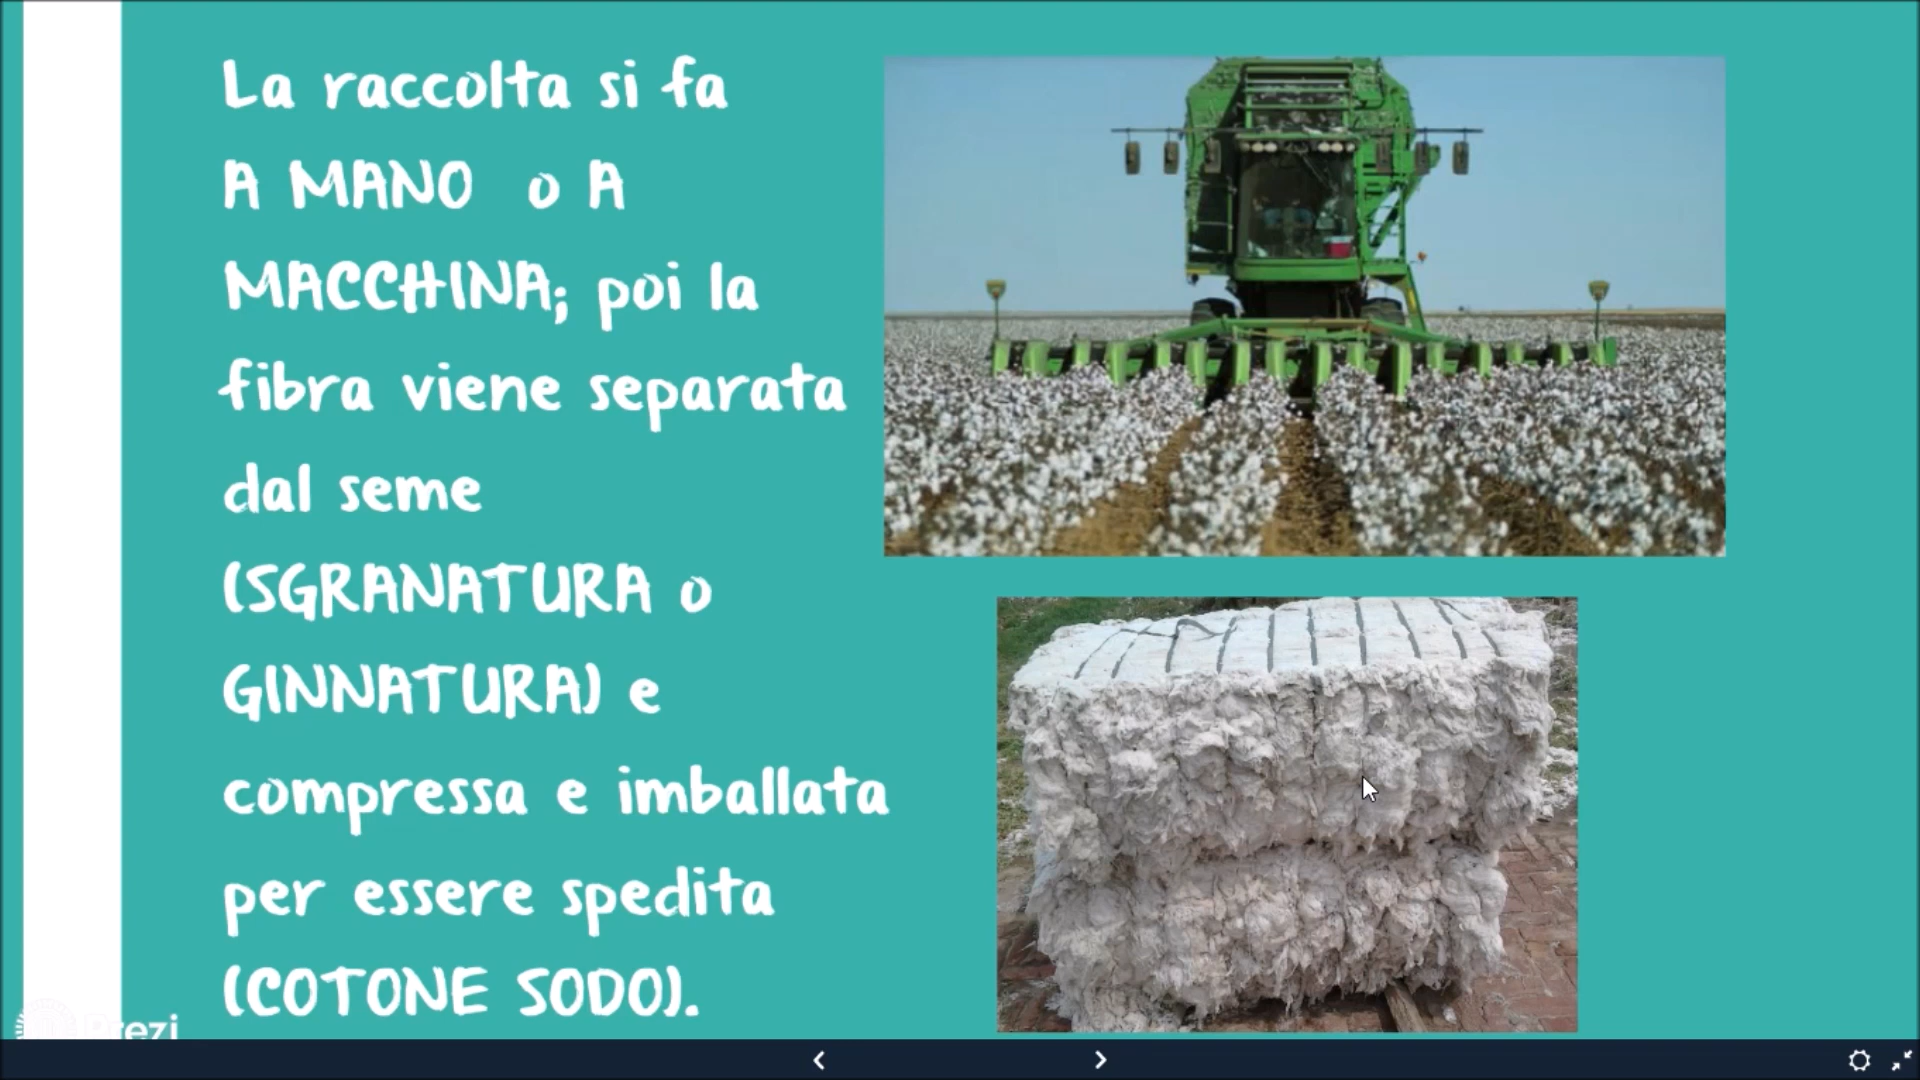 La raccolta si fa
A MANO o A
MACCHINA; poi la
fibra viene separata
dal seme
(SGRANATURA o
GINNATURA) e
compressa e imballata
per essere spedita
(COTONE SODO).
Prezi